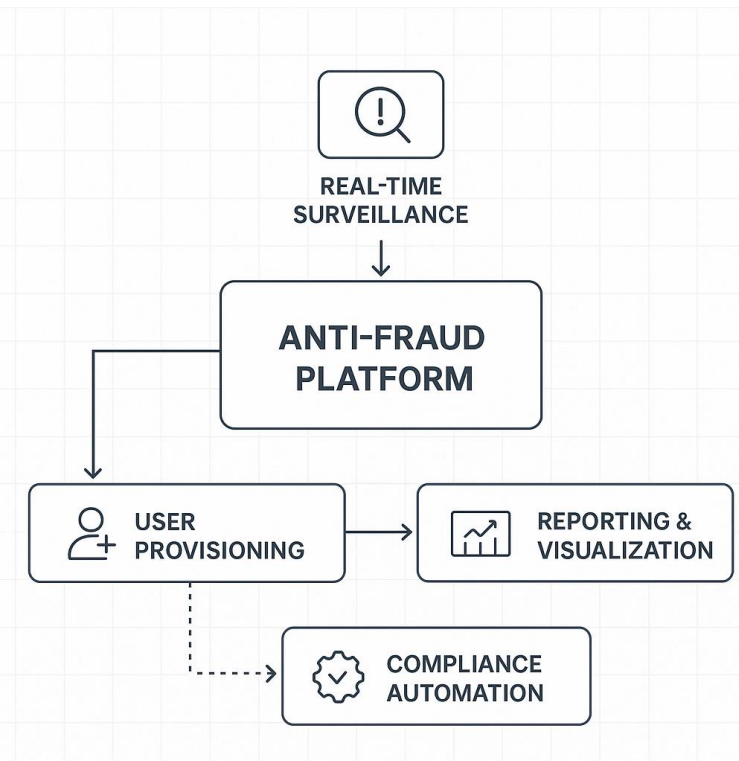 REAL-TIME
SURVEILLANCE
ANTI-FRAUD
PLATFORM
USER
PROVISIONING
REPORTING &
VISUALIZATION
COMPLIANCE
AUTOMATION